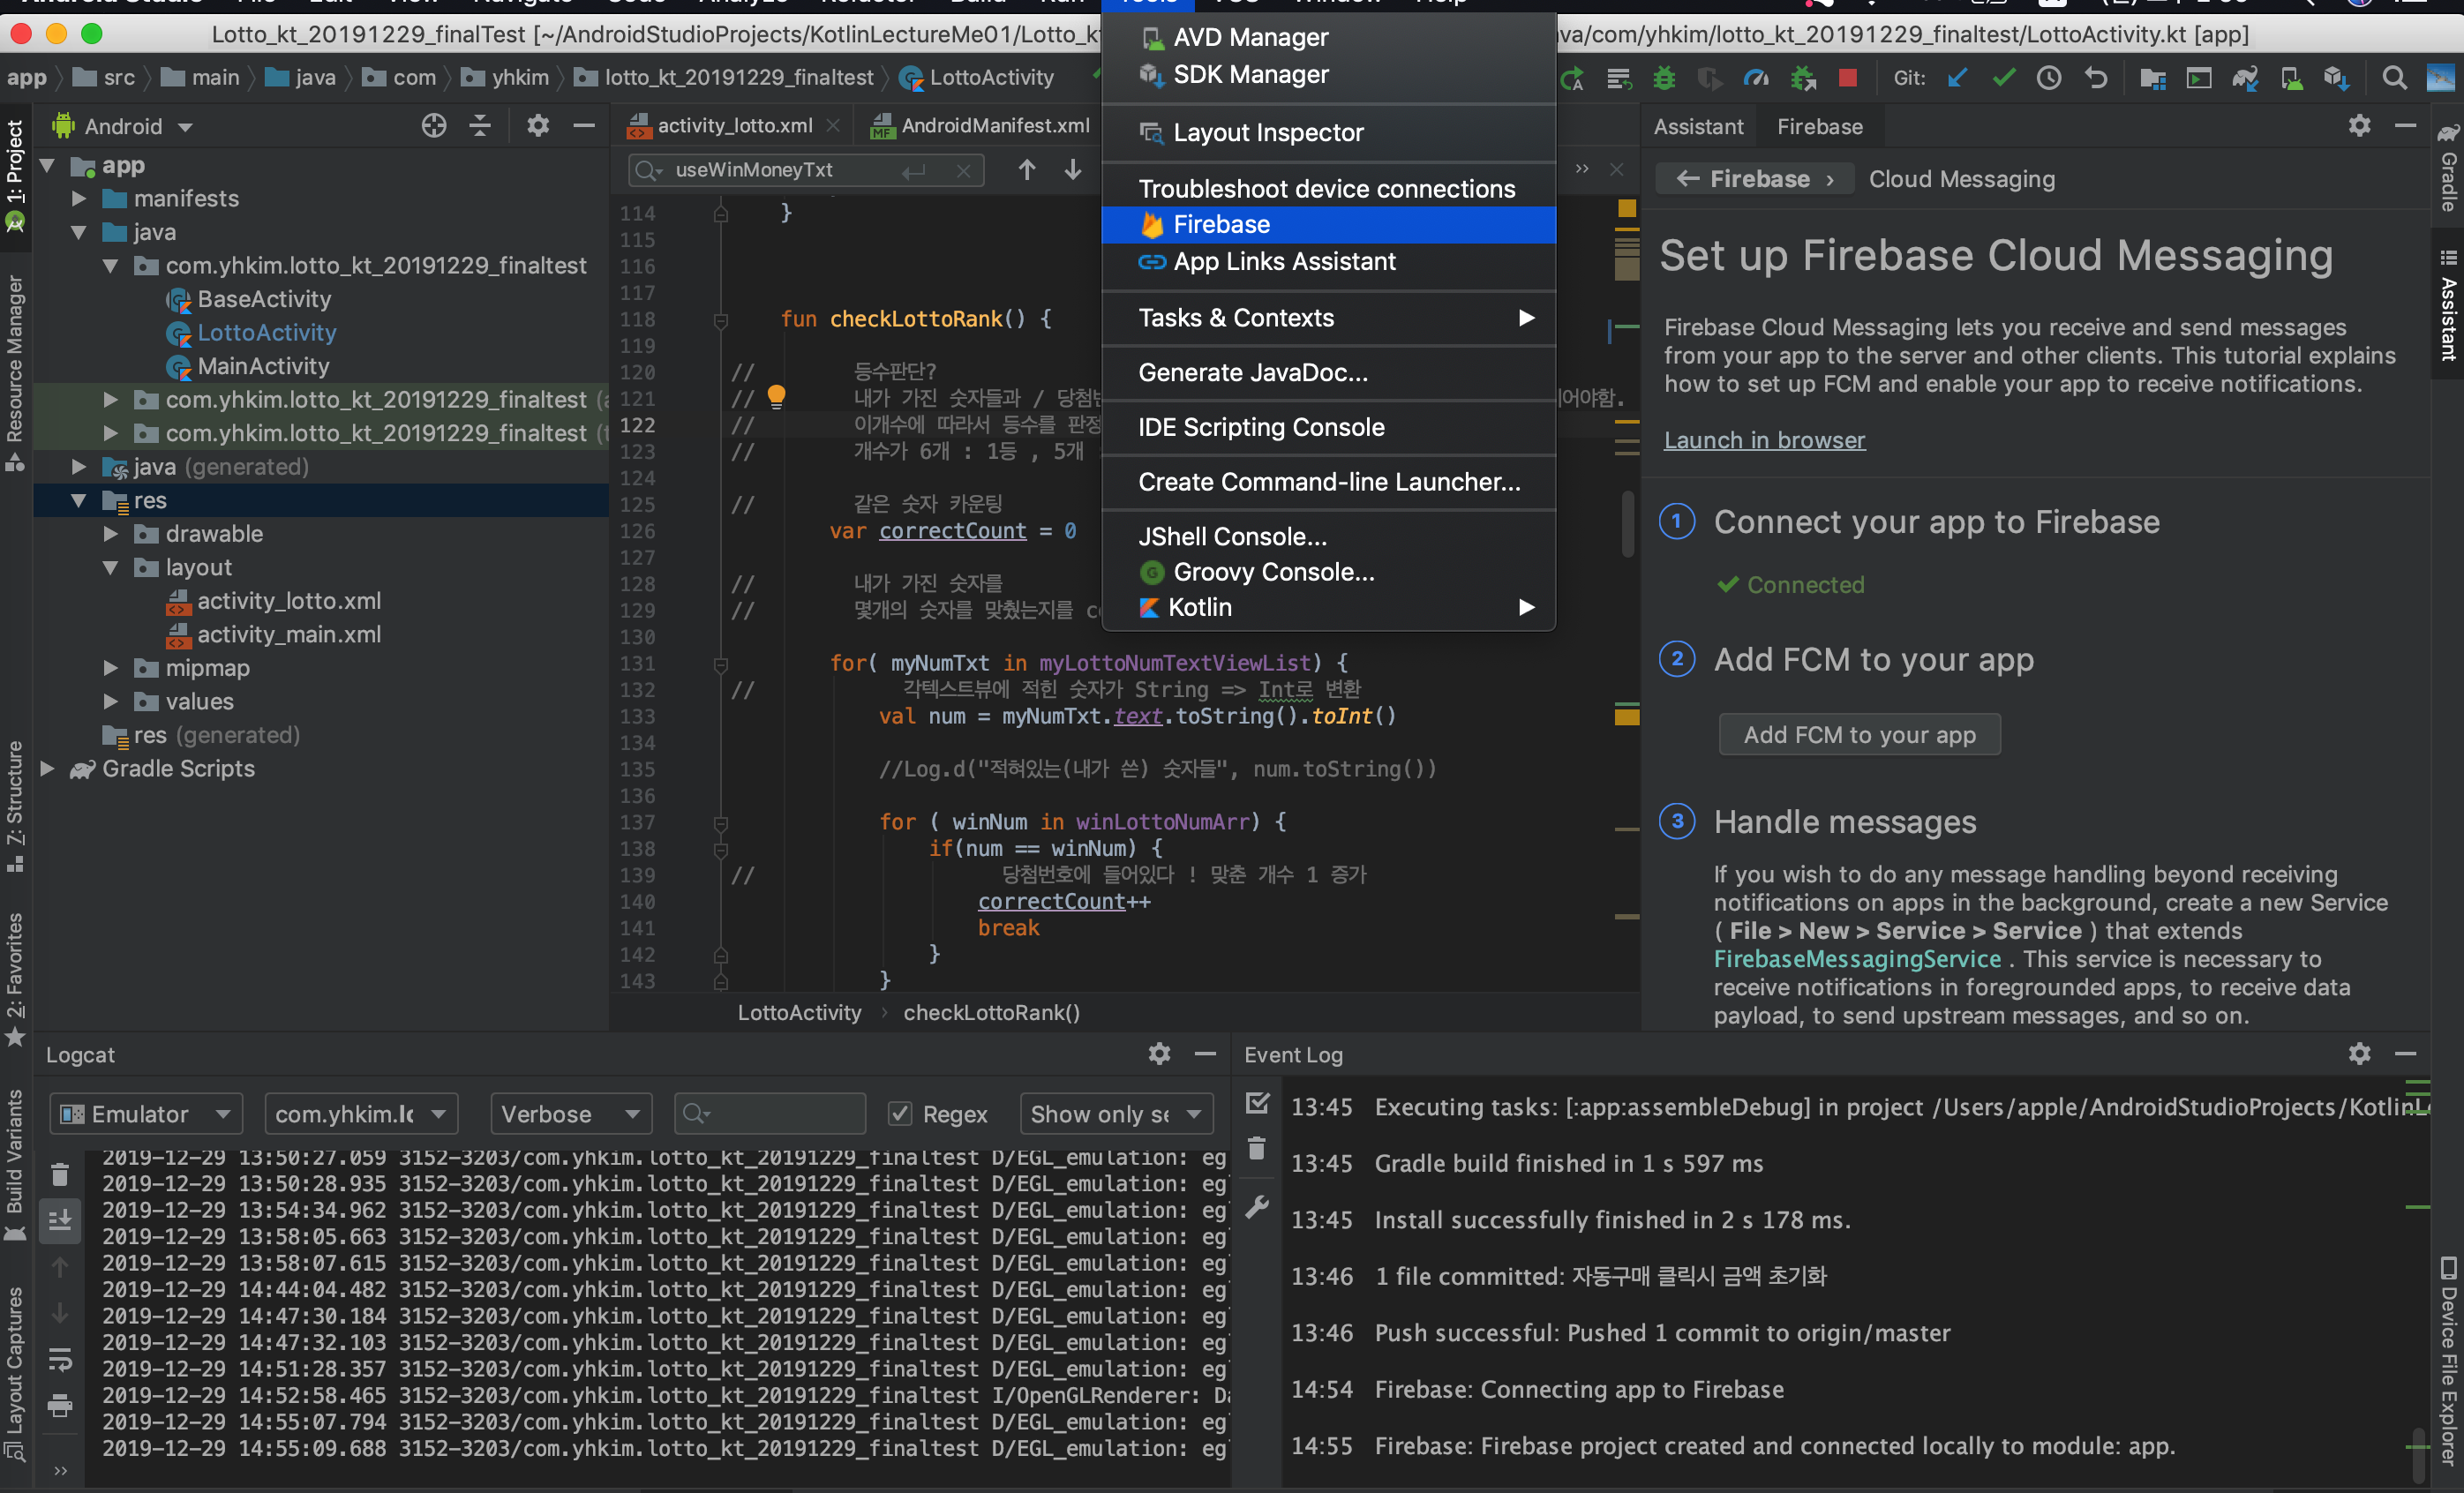 Lotto_kt_20191229_finalTest [~/AndroidStudioProjects/KotlinLectureMe01/Lotto_kt
va/com/yhkim/lotto_kt_20191229_finaltest/LottoActivity.kt [app]
app src main java com yhkim lotto_kt_20191229_finaltest LottoActivity
Git:
AVD Manager
SDK Manager
Layout Inspector
Troubleshoot device connections
Firebase
App Links Assistant
Tasks & Contexts
Generate JavaDoc...
IDE Scripting Console
Create Command-line Launcher...
JShell Console...
Groovy Console...
Kotlin
1: Project
Resource Manager
Z: Structure
2: Favorites
Build Variants
Layout Captures
Android
app
manifests
java
com.yhkim.lotto_kt_20191229_finaltest
BaseActivity
LottoActivity
MainActivity
com.yhkim.lotto_kt_20191229_finaltest (a
com.yhkim.lotto_kt_20191229_finaltest (t
java (generated)
res
drawable
layout
activity_lotto.xml
activity_main.xml
mipmap
values
res (generated)
Gradle Scripts
activity_lotto.xml AndroidManifest.xml
useWinMoneyTxt
114 }
115
116
117
118 fun checkLottoRank() {
119
120 // 등수판단?
121 // 내가 가진 숫자들과 / 당첨번 어야함.
122 // 이개수에 따라서 등수를 판정
123 // 개수가 6개 : 1등 , 5개
124
125 // 같은 숫자 카운팅
126 var correctCount = 0
127
128 // 내가 가진 숫자를
129 // 몇개의 숫자를 맞췄는지를 c
130
131 for( myNumTxt in myLottoNumTextViewList) {
132 // 각텍스트뷰에 적힌 숫자가 String => Int로 변환
133 val num = myNumTxt.text.toString().toInt()
134
135 //Log.d("적혀있는(내가 쓴) 숫자들", num.toString())
136
137 for ( winNum in winLottoNumArr) {
138 if(num == winNum) {
139 // 당첨번호에 들어있다 ! 맞춘 개수 1 증가
140 correctCount++
141 break
142 }
143 }
LottoActivity checkLottoRank()
Assistant Firebase
← Firebase › Cloud Messaging
Set up Firebase Cloud Messaging
Firebase Cloud Messaging lets you receive and send messages
from your app to the server and other clients. This tutorial explains
how to set up FCM and enable your app to receive notifications.
Launch in browser
1 Connect your app to Firebase
Connected
2 Add FCM to your app
Add FCM to your app
3 Handle messages
If you wish to do any message handling beyond receiving
notifications on apps in the background, create a new Service
( File > New > Service > Service ) that extends
FirebaseMessagingService . This service is necessary to
receive notifications in foregrounded apps, to receive data
payload, to send upstream messages, and so on.
Gradle
Assistant
Device File Explorer
Logcat
Emulator com.yhkim.lc Verbose Regex Show only se
2019-12-29 13:50:27.059 3152-3203/com.yhkim.lotto_kt_20191229_finaltest D/EGL_emulation: eg
2019-12-29 13:50:28.935 3152-3203/com.yhkim.lotto_kt_20191229_finaltest D/EGL_emulation: eg
2019-12-29 13:54:34.962 3152-3203/com.yhkim.lotto_kt_20191229_finaltest D/EGL_emulation: eg
2019-12-29 13:58:05.663 3152-3203/com.yhkim.lotto_kt_20191229_finaltest D/EGL_emulation: eg
2019-12-29 13:58:07.615 3152-3203/com.yhkim.lotto_kt_20191229_finaltest D/EGL_emulation: eg
2019-12-29 14:44:04.482 3152-3203/com.yhkim.lotto_kt_20191229_finaltest D/EGL_emulation: eg
2019-12-29 14:47:30.184 3152-3203/com.yhkim.lotto_kt_20191229_finaltest D/EGL_emulation: eg
2019-12-29 14:47:32.103 3152-3203/com.yhkim.lotto_kt_20191229_finaltest D/EGL_emulation: eg
2019-12-29 14:51:28.357 3152-3203/com.yhkim.lotto_kt_20191229_finaltest D/EGL_emulation: eg
2019-12-29 14:52:58.465 3152-3203/com.yhkim.lotto_kt_20191229_finaltest I/OpenGLRenderer: Da
2019-12-29 14:55:07.794 3152-3203/com.yhkim.lotto_kt_20191229_finaltest D/EGL_emulation: eg
2019-12-29 14:55:09.688 3152-3203/com.yhkim.lotto_kt_20191229_finaltest D/EGL_emulation: eg
Event Log
13:45 Executing tasks: [:app:assembleDebug] in project /Users/apple/AndroidStudioProjects/KotlinLe
13:45 Gradle build finished in 1 s 597 ms
13:45 Install successfully finished in 2 s 178 ms.
13:46 1 file committed: 자동구매 클릭시 금액 초기화
13:46 Push successful: Pushed 1 commit to origin/master
14:54 Firebase: Connecting app to Firebase
14:55 Firebase: Firebase project created and connected locally to module: app.